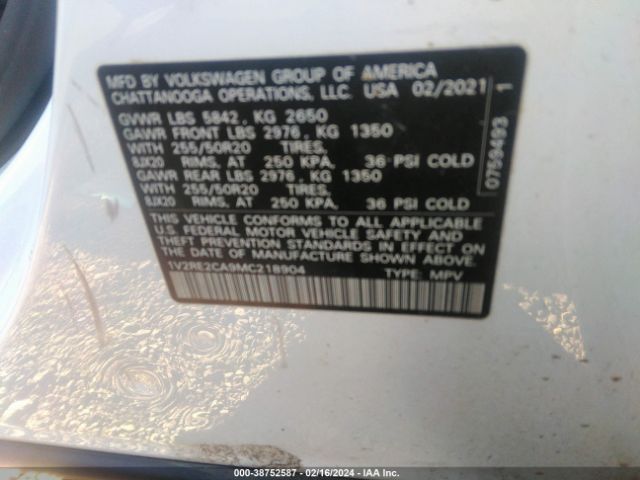 MFD BY VOLKSWAGEN GROUP OF AMERICA
CHATTANOOGA OPERATIONS, LLC. USA 02/2021
GVWR LBS 5842, KG 2650
GAWR FRONT LBS 2976, KG 1350
WITH 255/50R20 TIRES,
8JX20 RIMS, AT 250 KPA, 36 PSI COLD
GAWR REAR LBS 2976, KG 1350
WITH 255/50R20 TIRES,
8JX20 RIMS, AT 250 KPA, 36 PSI COLD
THIS VEHICLE CONFORMS TO ALL APPLICABLE
U.S. FEDERAL MOTOR VEHICLE SAFETY AND
THEFT PREVENTION STANDARDS IN EFFECT ON
THE DATE OF MANUFACTURE SHOWN ABOVE.
1V2RE2CA9MC218904 TYPE: MPV
0759493 1
000-38752587 - 02/16/2024 - IAA Inc.